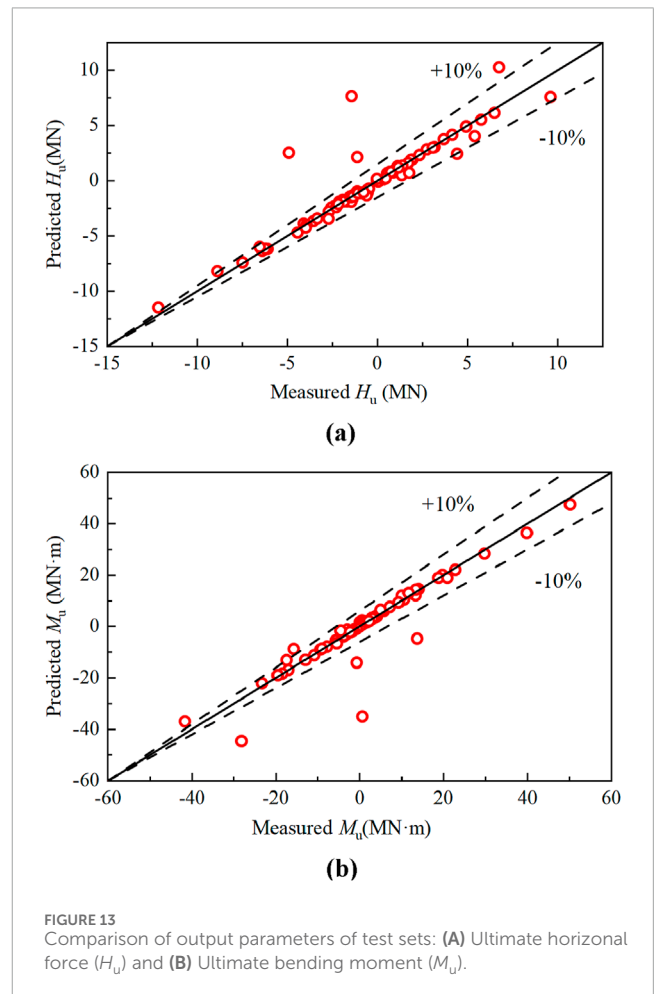 10
5
0
-5
-10
-15
Predicted Hu(MN)
+10%
-10%
-15 -10 -5 0 5 10
Measured Hu (MN)
(a)
60
40
20
0
-20
-40
-60
Predicted Mu (MN·m)
+10%
-10%
-60 -40 -20 0 20 40 60
Measured Mu(MN·m)
(b)
FIGURE 13
Comparison of output parameters of test sets: (A) Ultimate horizonal
force (Hu) and (B) Ultimate bending moment (Mu).